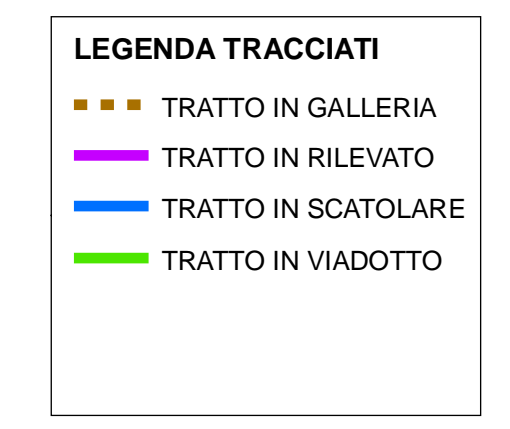 LEGENDA TRACCIATI
TRATTO IN GALLERIA
TRATTO IN RILEVATO
TRATTO IN SCATOLARE
TRATTO IN VIADOTTO